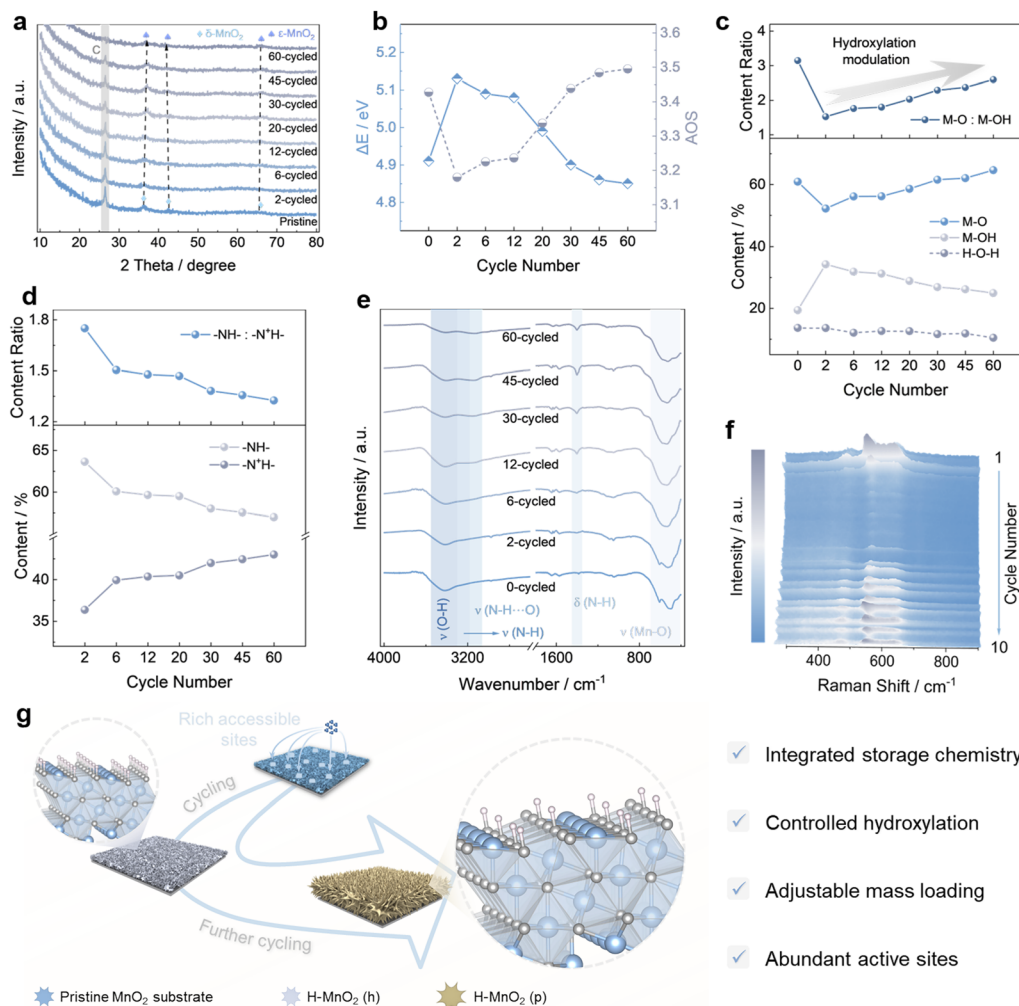 a
δ-MnO₂
ε-MnO₂
C
60-cycled
45-cycled
30-cycled
20-cycled
12-cycled
6-cycled
2-cycled
Pristine
Intensity / a.u.
10 20 30 40 50 60 70 80
2 Theta / degree
b
5.2
5.1
5.0
4.9
4.8
ΔE / eV
3.6
3.5
3.4
3.3
3.2
3.1
AOS
0 2 6 12 20 30 45 60
Cycle Number
c
Hydroxylation
modulation
M-O : M-OH
Content Ratio
4
3
2
1
Content / %
60
40
20
M-O
M-OH
H-O-H
0 2 6 12 20 30 45 60
Cycle Number
d
-NH- : -N⁺H-
Content Ratio
1.8
1.5
1.2
-NH-
-N⁺H-
Content / %
65
60
40
35
2 6 12 20 30 45 60
Cycle Number
e
60-cycled
45-cycled
30-cycled
12-cycled
6-cycled
2-cycled
0-cycled
Intensity / a.u.
ν (O-H)
ν (N-H···O)
ν (N-H)
δ (N-H)
ν (Mn-O)
4000 3200 1600 800
Wavenumber / cm⁻¹
f
Intensity / a.u.
1
Cycle Number
10
400 600 800
Raman Shift / cm⁻¹
g
Rich accessible
sites
Cycling
Further cycling
Pristine MnO₂ substrate
H-MnO₂ (h)
H-MnO₂ (p)
Integrated storage chemistry
Controlled hydroxylation
Adjustable mass loading
Abundant active sites